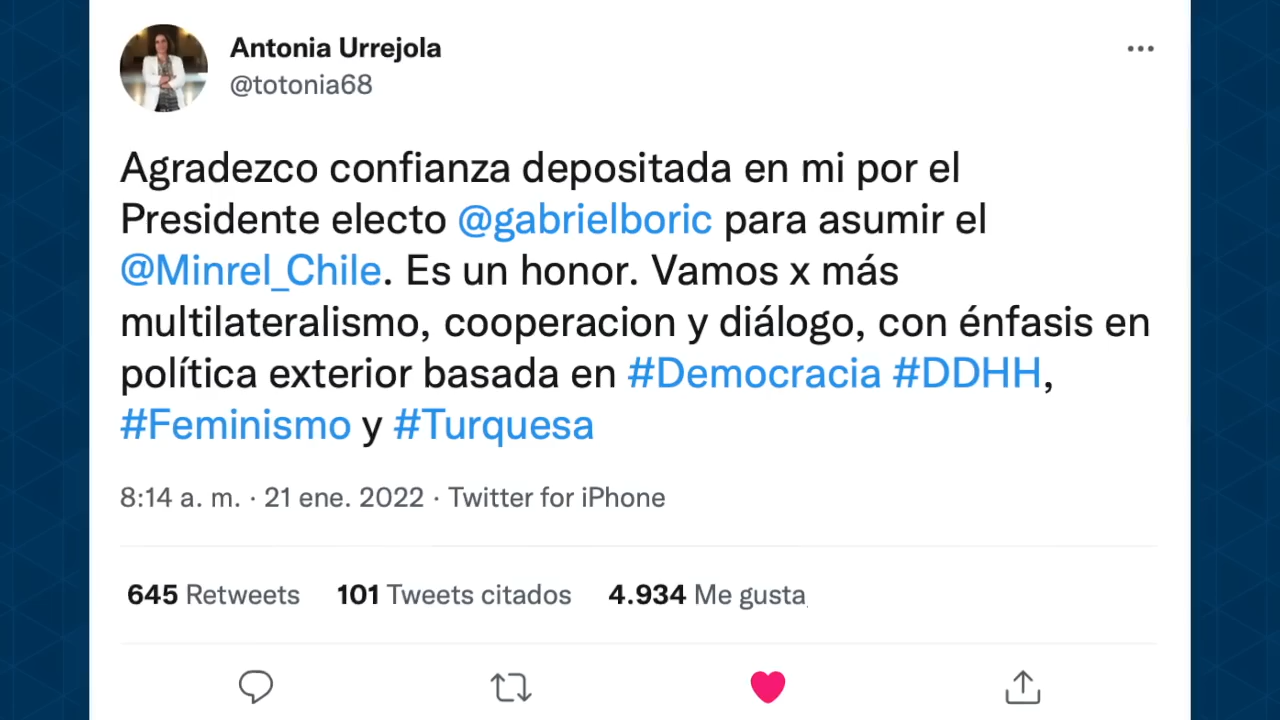 Antonia Urrejola
@totonia68
Agradezco confianza depositada en mi por el
Presidente electo @gabrielboric para asumir el
@Minrel_Chile. Es un honor. Vamos x más
multilateralismo, cooperacion y diálogo, con énfasis en
política exterior basada en #Democracia #DDHH,
#Feminismo y #Turquesa
8:14 a. m. · 21 ene. 2022 · Twitter for iPhone
645 Retweets 101 Tweets citados 4.934 Me gusta